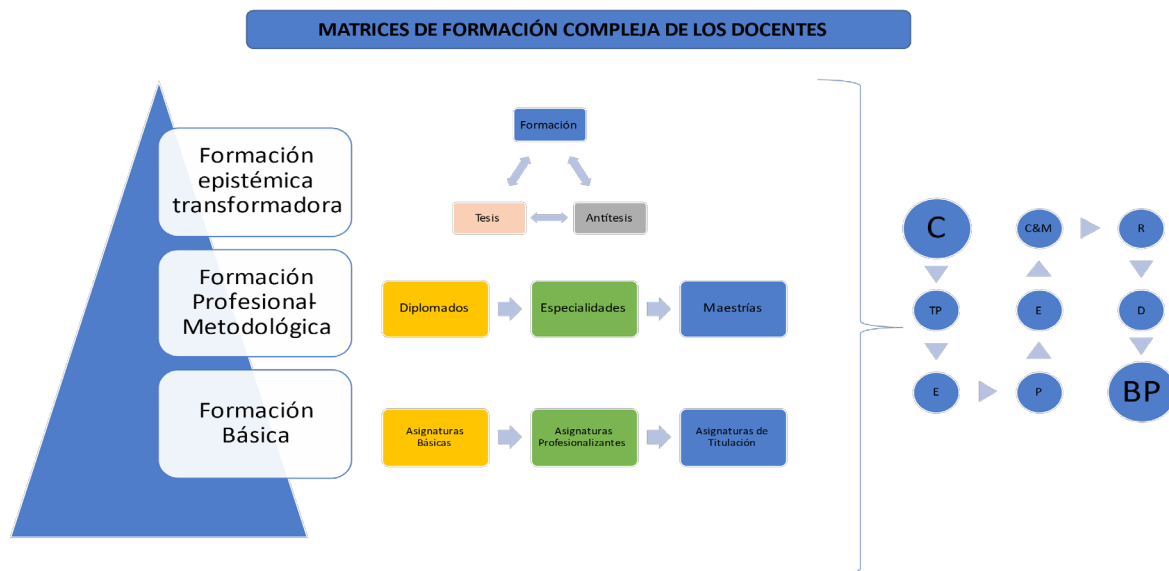 MATRICES DE FORMACIÓN COMPLEJA DE LOS DOCENTES
Formación
epistémica
transformadora
Formación
Tesis
Antítesis
Formación
Profesional-
Metodológica
Diplomados
Especialidades
Maestrías
Formación
Básica
Asignaturas
Básicas
Asignaturas
Profesionalizantes
Asignaturas de
Titulación
C
TP
E
P
E
C&M
R
D
BP